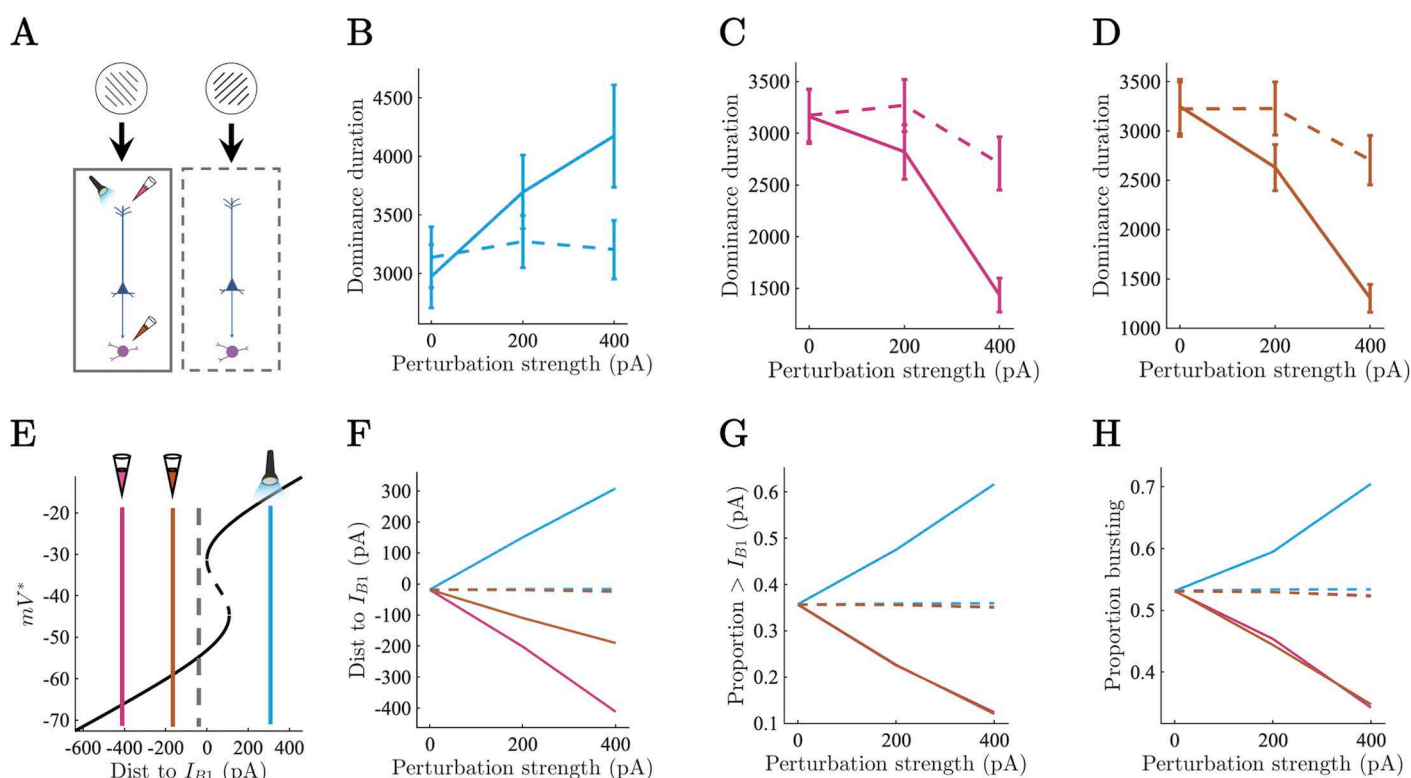 A
B
Dominance duration
4500
4000
3500
3000
0
200
400
Perturbation strength (pA)
C
Dominance duration
3500
3000
2500
2000
1500
0
200
400
Perturbation strength (pA)
D
Dominance duration
3500
3000
2500
2000
1500
1000
0
200
400
Perturbation strength (pA)
E
mV*
-20
-30
-40
-50
-60
-70
-600
-400
-200
0
200
400
Dist to I_B1 (pA)
F
Dist to I_B1 (pA)
300
200
100
0
-100
-200
-300
-400
0
200
400
Perturbation strength (pA)
G
Proportion > I_B1 (pA)
0.6
0.5
0.4
0.3
0.2
0.1
0
200
400
Perturbation strength (pA)
H
Proportion bursting
0.7
0.6
0.5
0.4
0
200
400
Perturbation strength (pA)